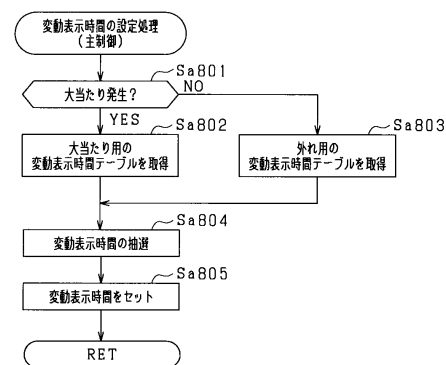 変動表示時間の設定処理
(主制御)
Sa801
大当たり発生?
NO
YES
Sa802
大当たり用の
変動表示時間テーブルを取得
Sa803
外れ用の
変動表示時間テーブルを取得
Sa804
変動表示時間の抽選
Sa805
変動表示時間をセット
RET